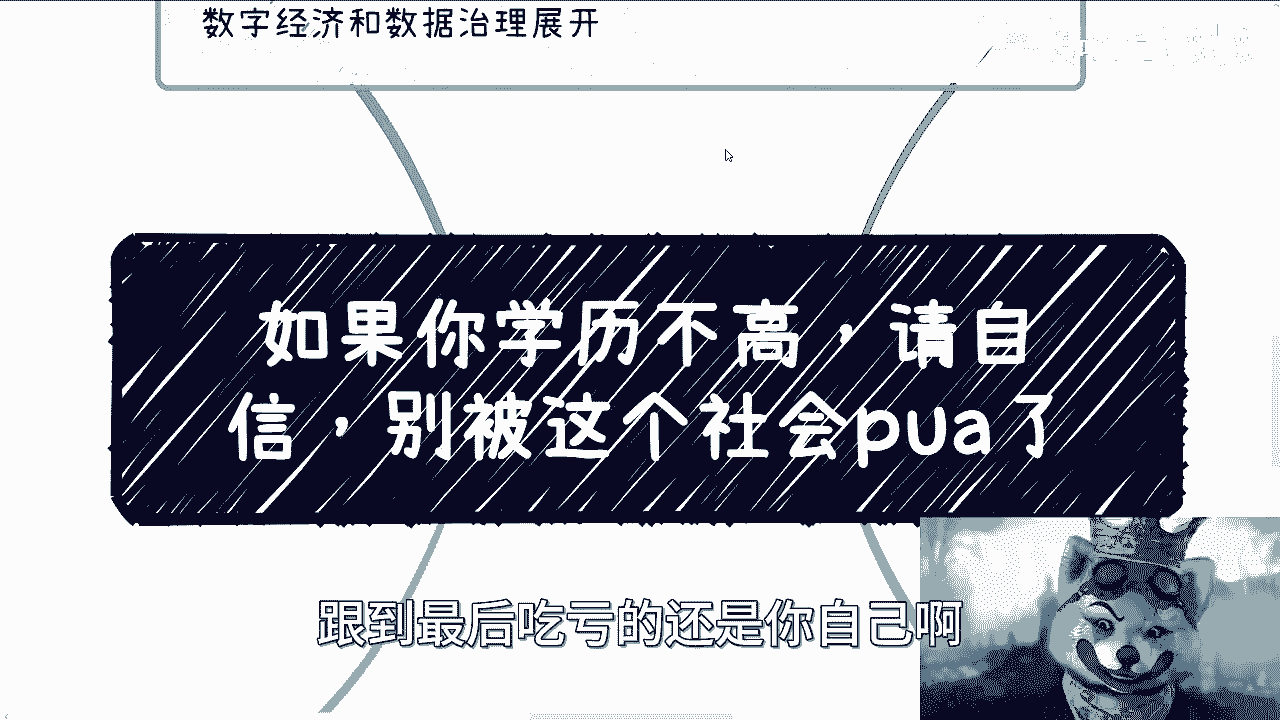 数字经济和数据治理展开
如果你学历不高，请自
信，别被这个社会pua了
跟到最后吃亏的还是你自己啊